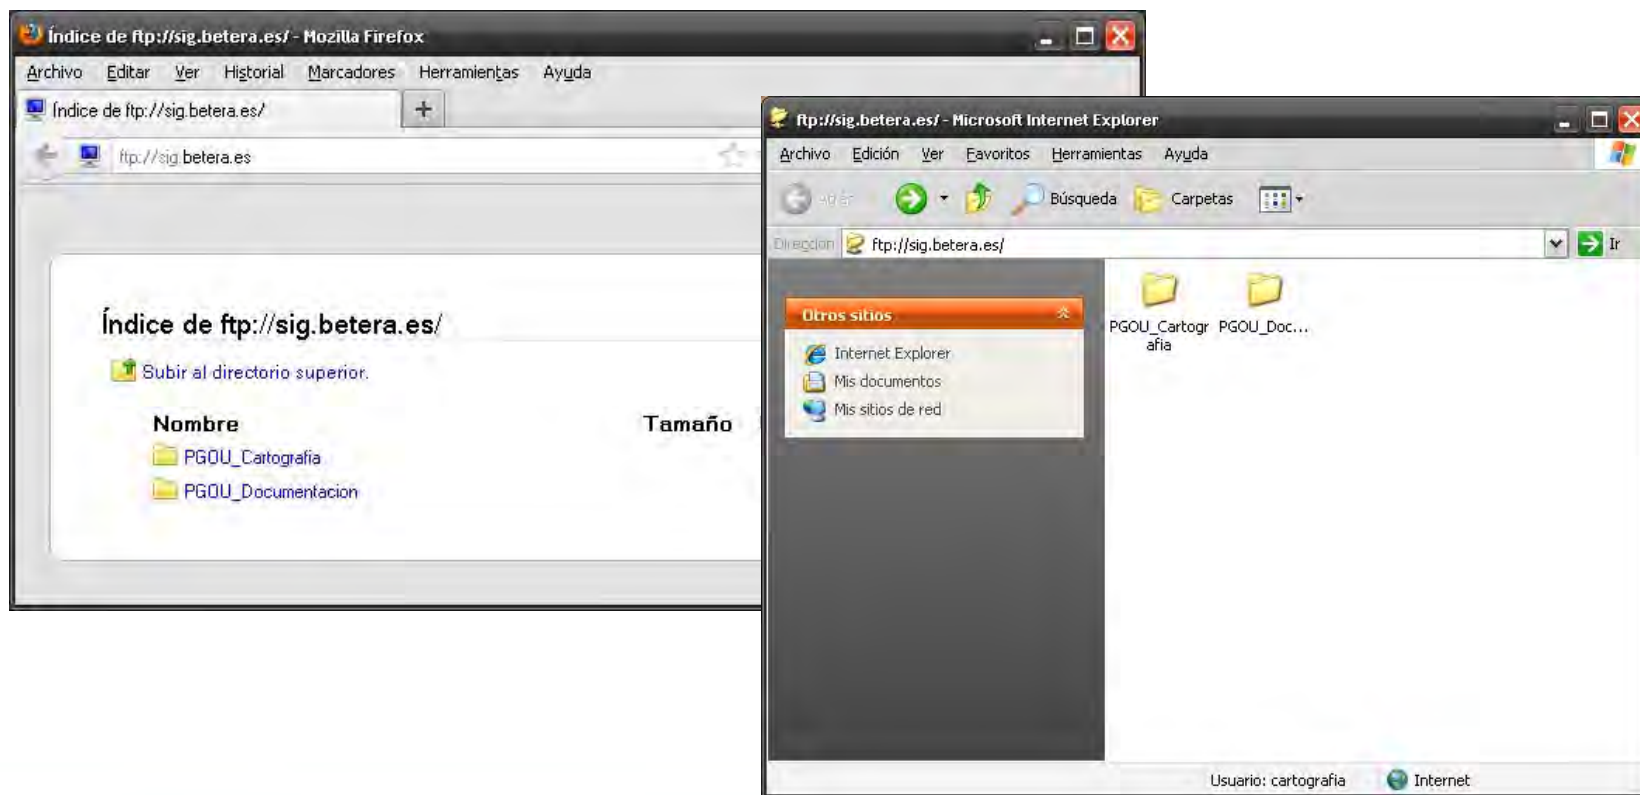 Índice de ftp://sig.betera.es/ - Mozilla Firefox
Archivo Editar Ver Historial Marcadores Herramientas Ayuda
Índice de ftp://sig.betera.es/
ftp://sig.betera.es
Índice de ftp://sig.betera.es/
Subir al directorio superior.
Nombre Tamaño
PGOU_Cartografia
PGOU_Documentacion
ftp://sig.betera.es/ - Microsoft Internet Explorer
Archivo Edición Ver Favoritos Herramientas Ayuda
Atrás Búsqueda Carpetas
Dirección ftp://sig.betera.es/ Ir
Otros sitios
Internet Explorer
Mis documentos
Mis sitios de red
PGOU_Cartogr PGOU_Doc...
afia
Usuario: cartografia Internet